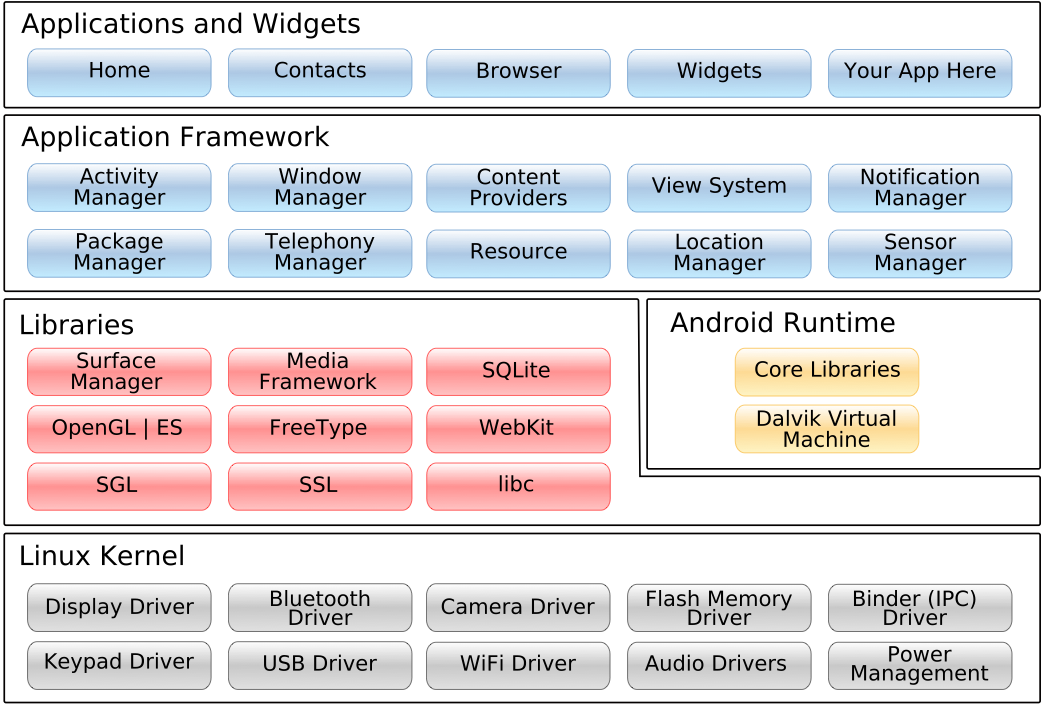 Applications and Widgets
Home
Contacts
Browser
Widgets
Your App Here
Application Framework
Activity
Manager
Window
Manager
Content
Providers
View System
Notification
Manager
Package
Manager
Telephony
Manager
Resource
Location
Manager
Sensor
Manager
Libraries
Surface
Manager
Media
Framework
SQLite
OpenGL | ES
FreeType
WebKit
SGL
SSL
libc
Android Runtime
Core Libraries
Dalvik Virtual
Machine
Linux Kernel
Display Driver
Bluetooth
Driver
Camera Driver
Flash Memory
Driver
Binder (IPC)
Driver
Keypad Driver
USB Driver
WiFi Driver
Audio Drivers
Power
Management